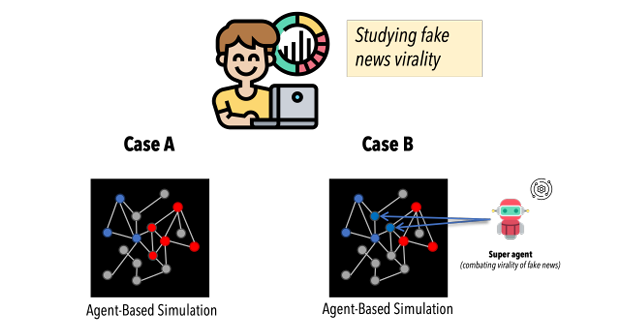 Studying fake
news virality
Case A
Case B
Agent-Based Simulation
Agent-Based Simulation
Super agent
(combating virality of fake news)